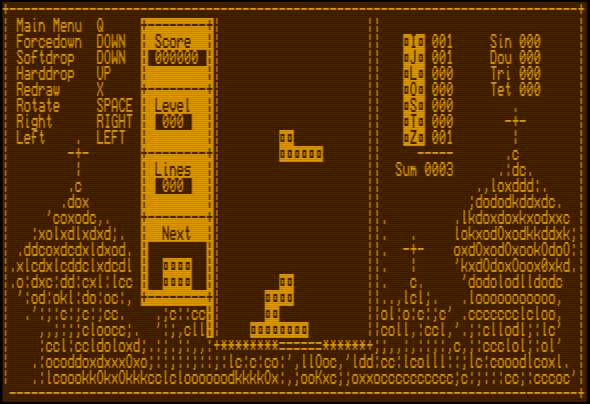 Main Menu Q
Forcedown DOWN
Softdrop DOWN
Harddrop UP
Redraw X
Rotate SPACE
Right RIGHT
Left LEFT
Score
000000
Level
000
Lines
000
Next
I 001
J 001
L 000
O 000
S 000
T 000
Z 001
Sum 0003
Sin 000
Dou 000
Tri 000
Tet 000